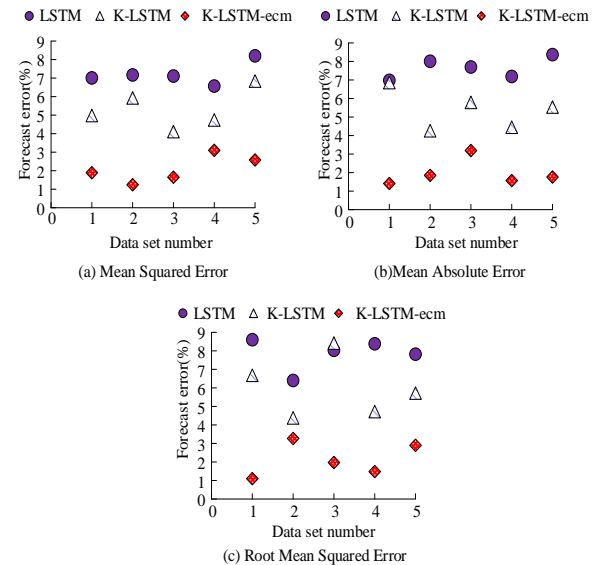 LSTM K-LSTM K-LSTM-ecm
9
8
7
6
5
4
3
2
1
0
Forecast error(%)
0 1 2 3 4 5
Data set number
(a) Mean Squared Error
LSTM K-LSTM K-LSTM-ecm
9
8
7
6
5
4
3
2
1
0
Forecast error(%)
0 1 2 3 4 5
Data set number
(b)Mean Absolute Error
LSTM K-LSTM K-LSTM-ecm
9
8
7
6
5
4
3
2
1
0
Forecast error(%)
0 1 2 3 4 5
Data set number
(c) Root Mean Squared Error